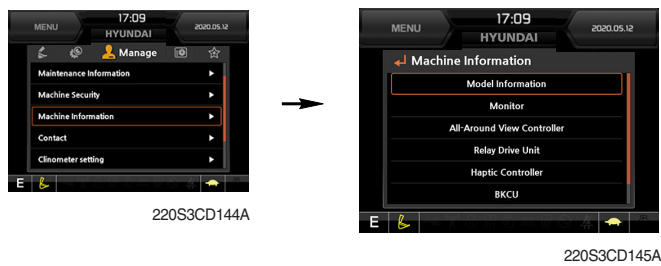 MENU
17:09
HYUNDAI
2020.05.12
Manage
Maintenance Information
Machine Security
Machine Information
Contact
Clinometer setting
E
220S3CD144A
MENU
17:09
HYUNDAI
2020.05.12
Machine Information
Model Information
Monitor
All-Around View Controller
Relay Drive Unit
Haptic Controller
BKCU
E
220S3CD145A